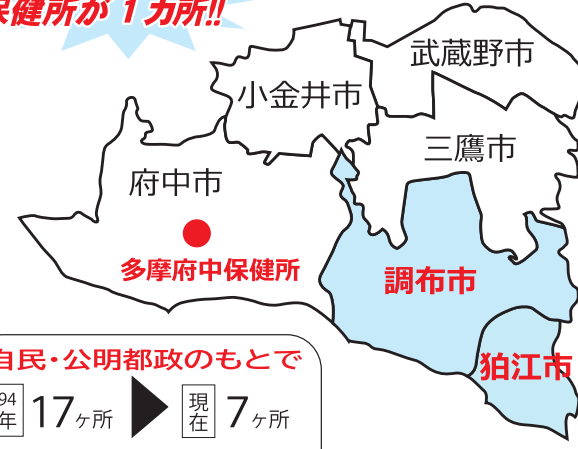 保健所が1カ所!!
武蔵野市
小金井市
三鷹市
府中市
多摩府中保健所
調布市
狛江市
自民・公明都政のもとで
94年 17ヶ所 ▶ 現在 7ヶ所